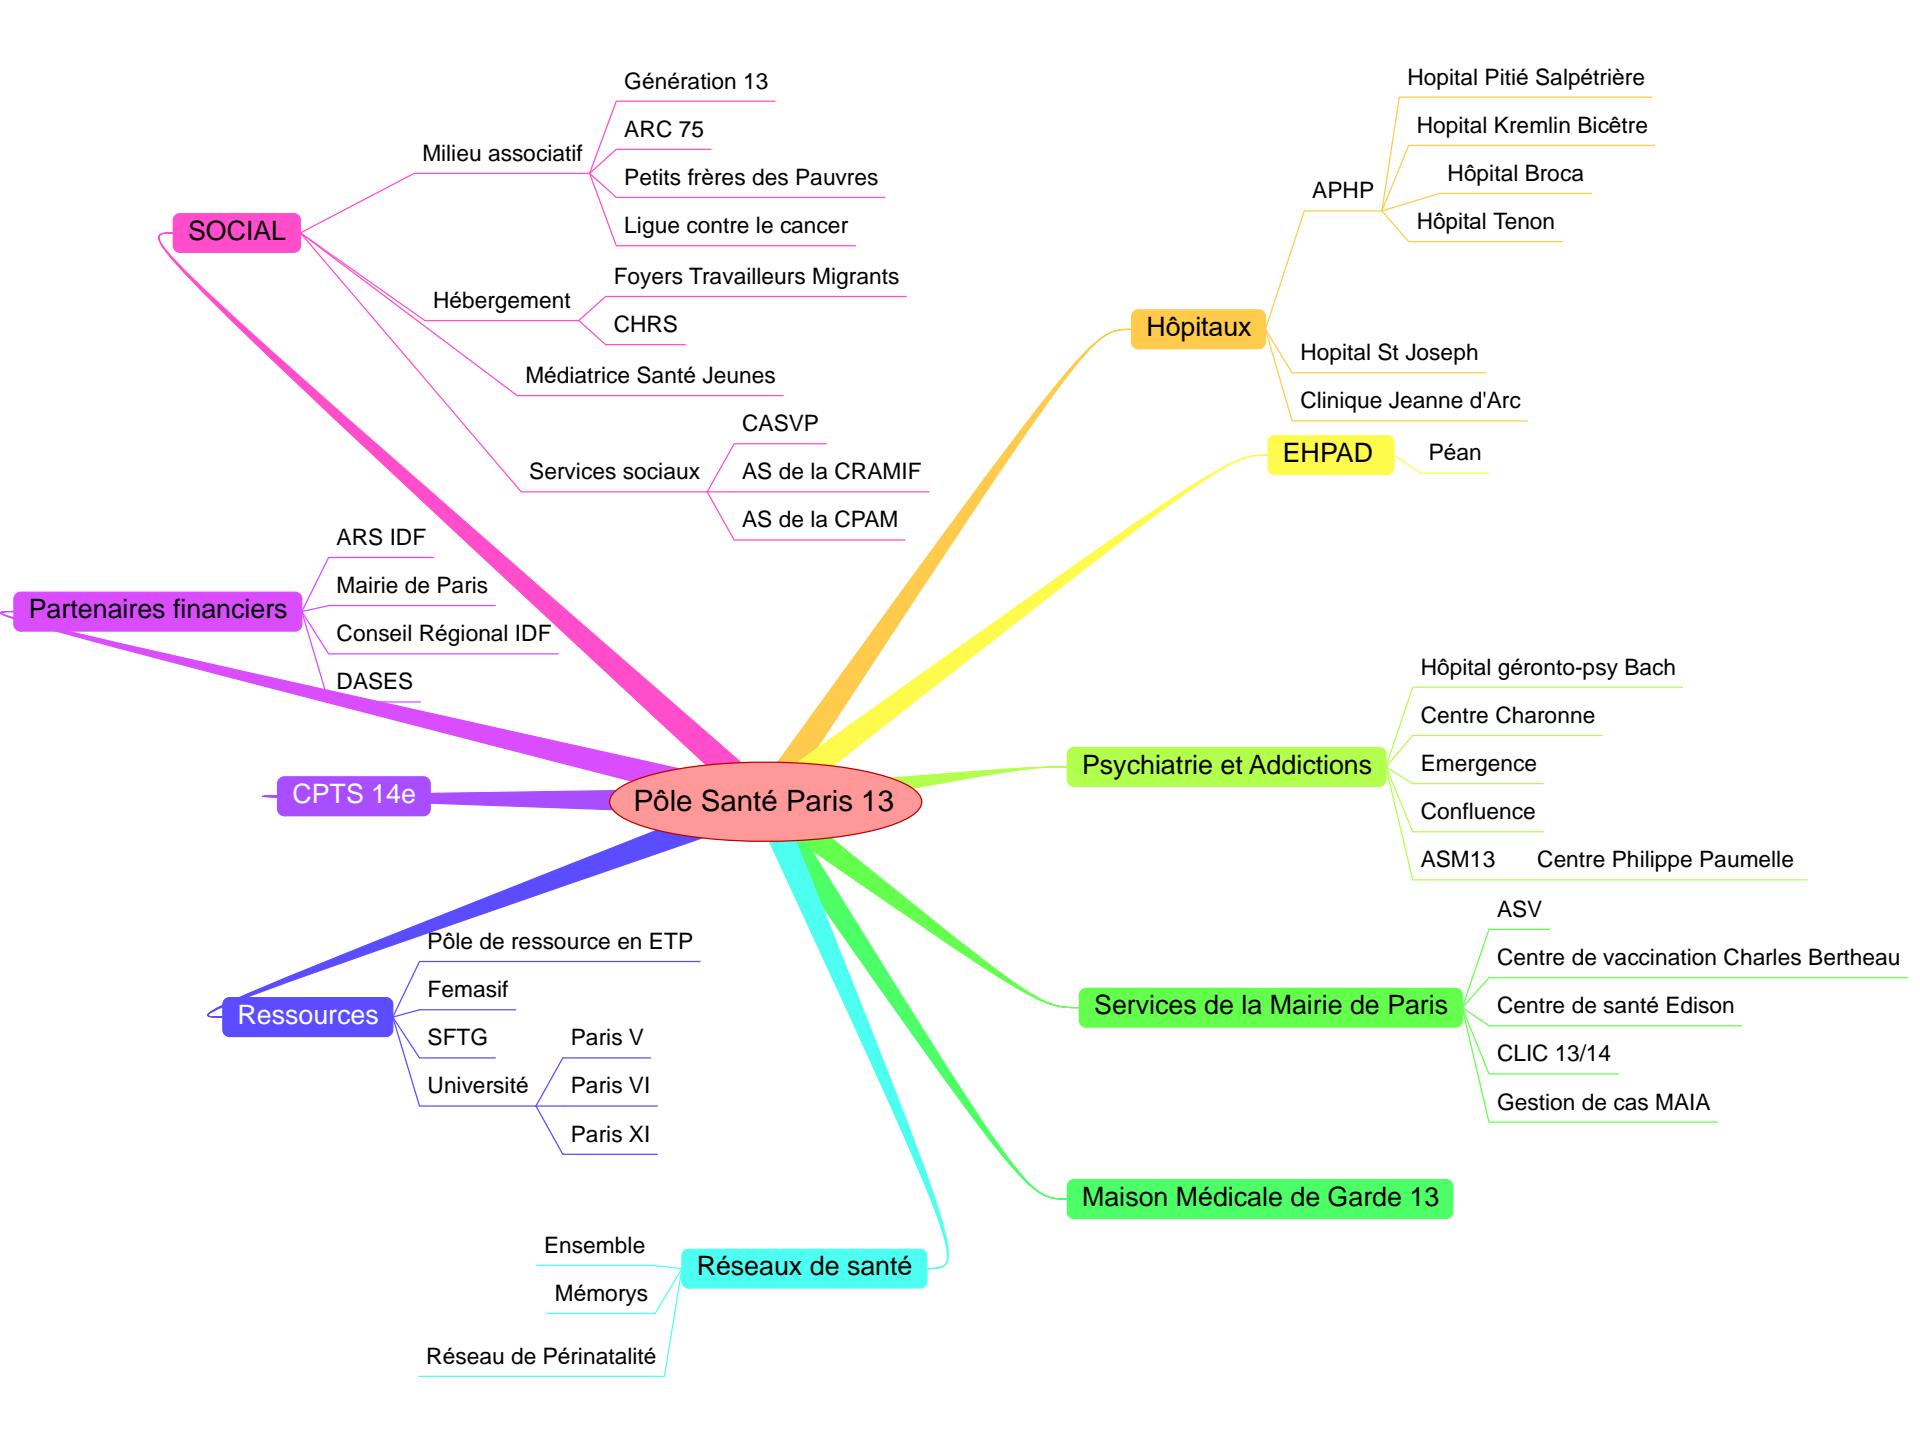 Pôle Santé Paris 13
SOCIAL
Milieu associatif
Génération 13
ARC 75
Petits frères des Pauvres
Ligue contre le cancer
Hébergement
Foyers Travailleurs Migrants
CHRS
Médiatrice Santé Jeunes
Services sociaux
CASVP
AS de la CRAMIF
AS de la CPAM
Partenaires financiers
ARS IDF
Mairie de Paris
Conseil Régional IDF
DASES
CPTS 14e
Ressources
Pôle de ressource en ETP
Femasif
SFTG
Université
Paris V
Paris VI
Paris XI
Réseaux de santé
Ensemble
Mémorys
Réseau de Périnatalité
Hôpitaux
APHP
Hopital Pitié Salpétrière
Hopital Kremlin Bicêtre
Hôpital Broca
Hôpital Tenon
Hopital St Joseph
Clinique Jeanne d'Arc
EHPAD
Péan
Psychiatrie et Addictions
Hôpital géronto-psy Bach
Centre Charonne
Emergence
Confluence
ASM13 Centre Philippe Paumelle
Services de la Mairie de Paris
ASV
Centre de vaccination Charles Bertheau
Centre de santé Edison
CLIC 13/14
Gestion de cas MAIA
Maison Médicale de Garde 13